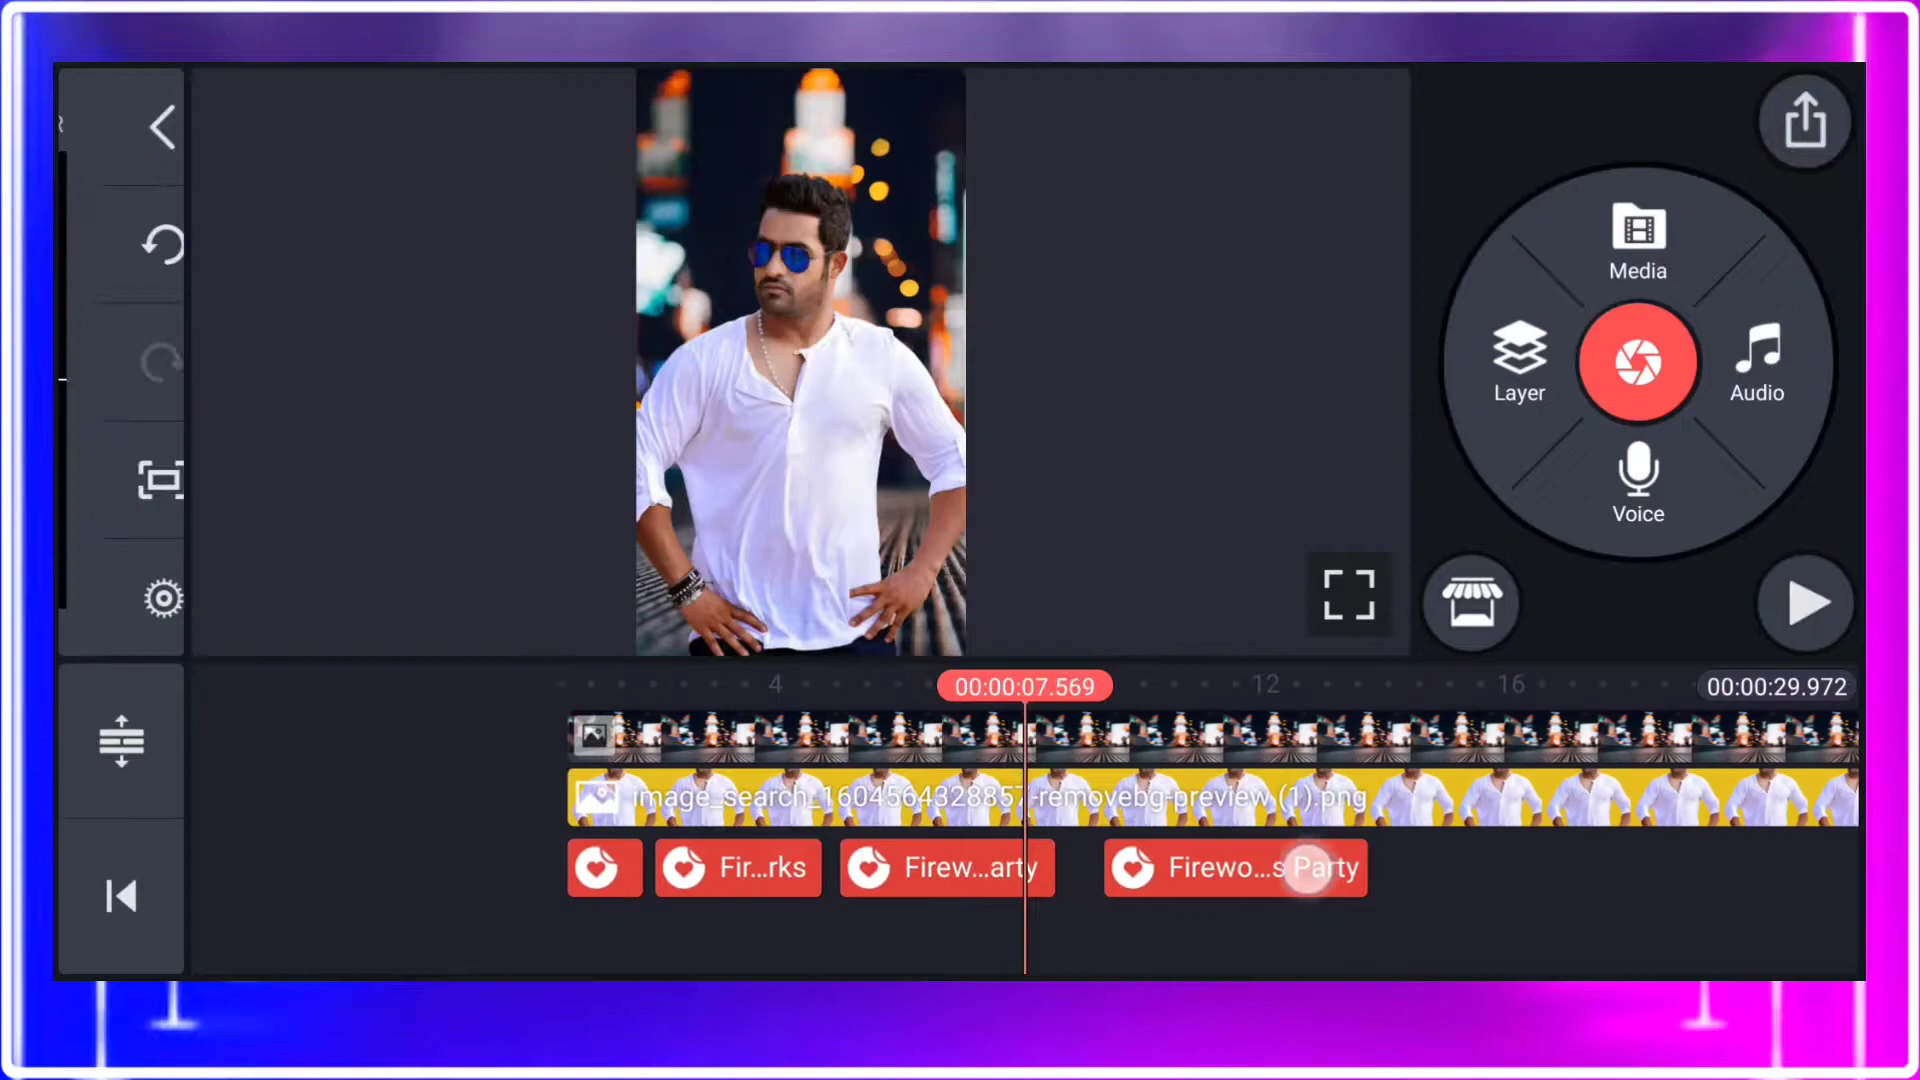 Media
Layer
Audio
Voice
4
00:00:07.569
12
16
00:00:29.972
image_search_1604564328857-removebg-preview (1).png
Fir...rks
Firew...arty
Firewo...s Party